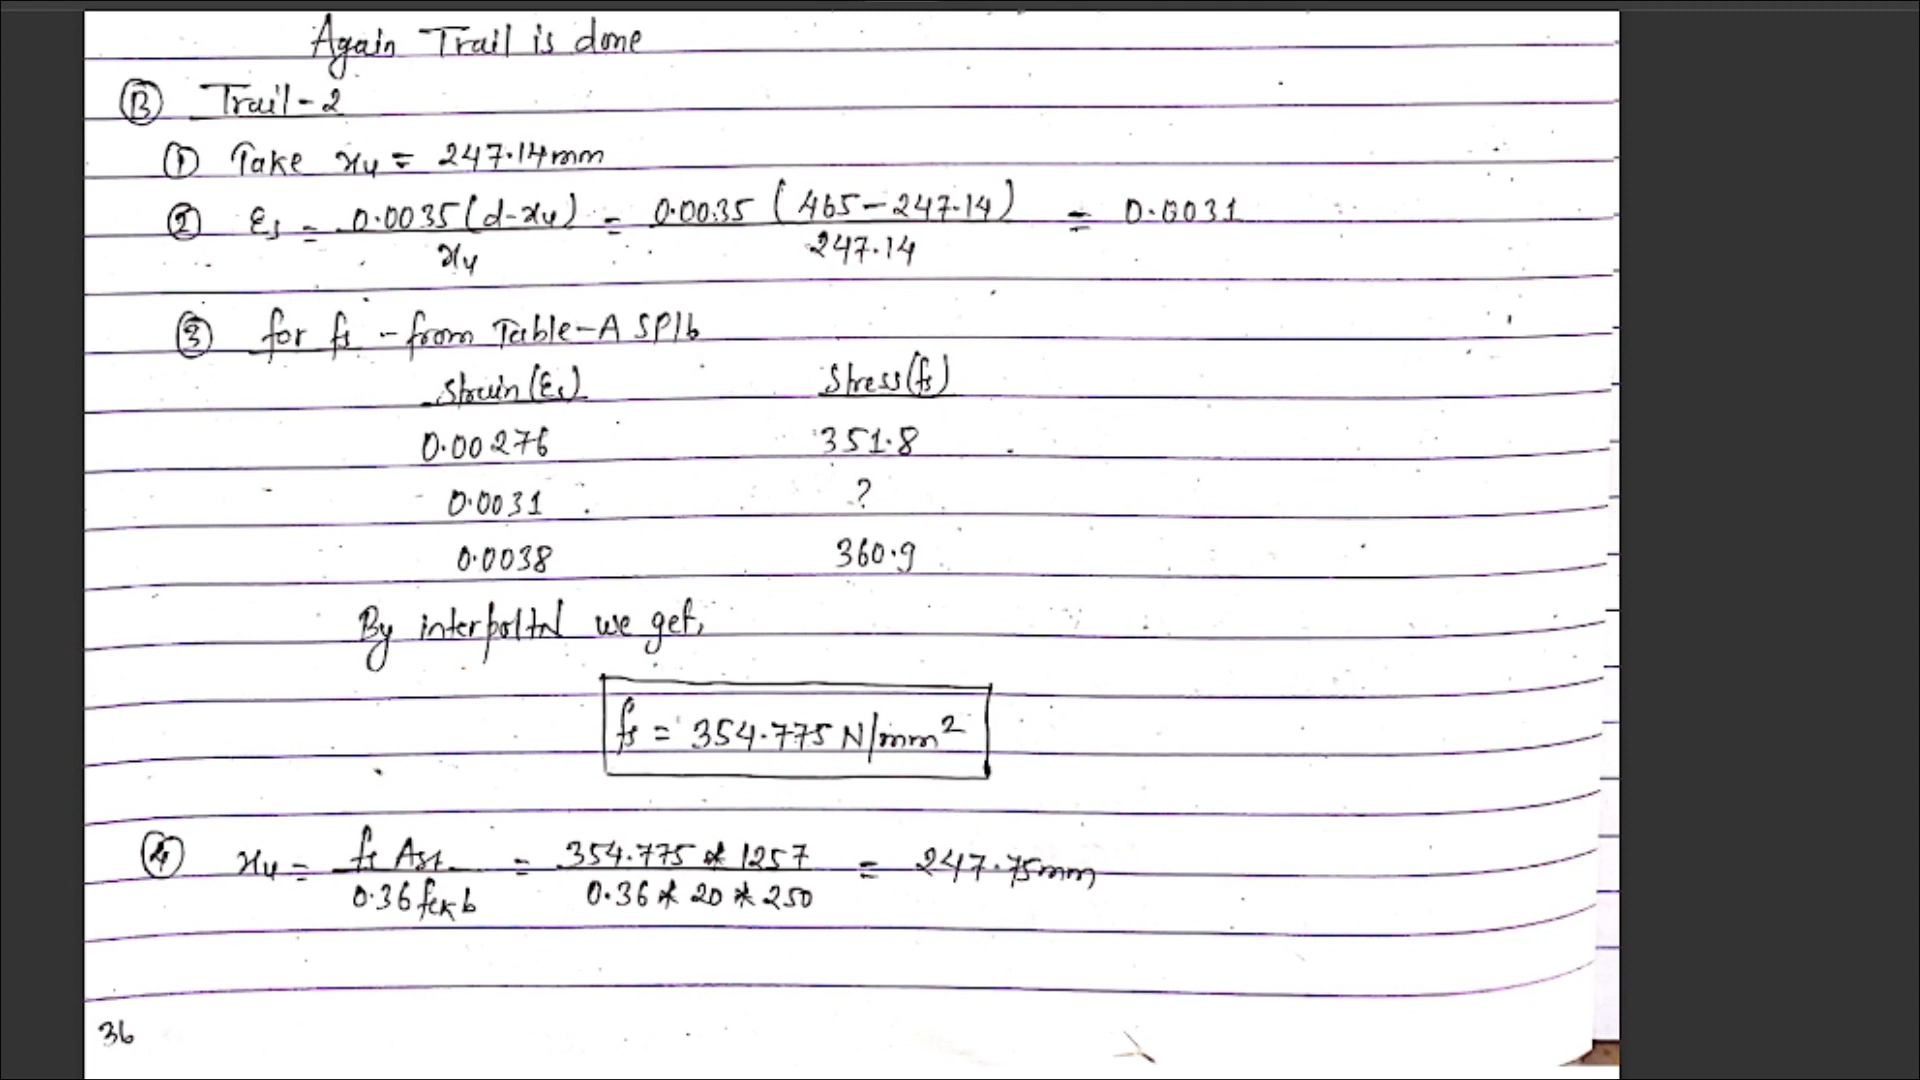 Again Trail is done
Ⓑ Trail-2
① Take xu = 247.14mm
② Es = 0.0035(d-xu) / xu = 0.0035 (465-247.14) / 247.14 = 0.0031
③ for fs - from Table-A SP16
Strain (Es) Stress (fs)
0.00276 351.8
0.0031 ?
0.0038 360.9
By interpoltN we get,
fs = 354.775 N/mm²
④ xu = fs Ast / 0.36 fck b = 354.775 * 1257 / 0.36 * 20 * 250 = 247.75mm
36